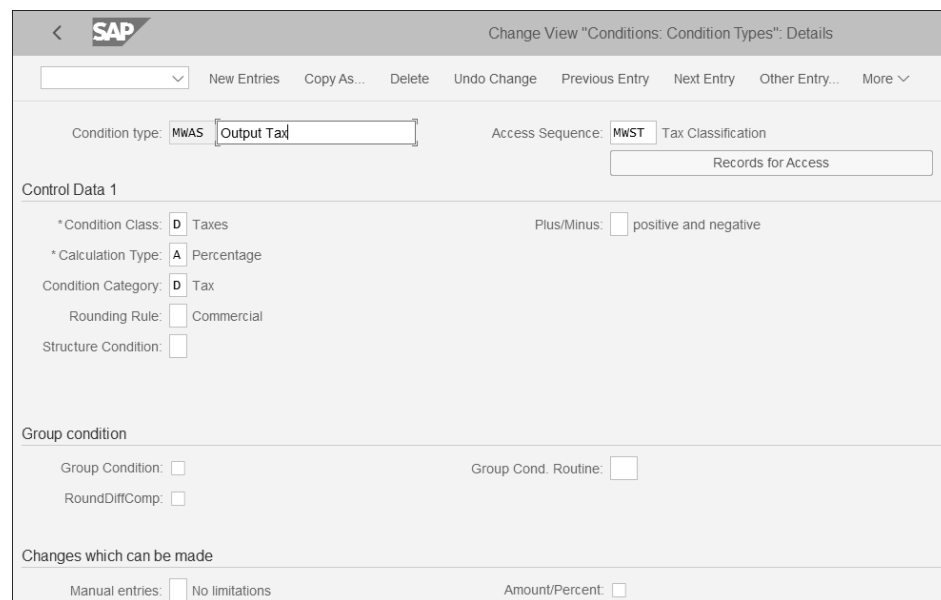 SAP Change View "Conditions: Condition Types": Details
New Entries Copy As... Delete Undo Change Previous Entry Next Entry Other Entry... More
Condition type: MWAS Output Tax Access Sequence: MWST Tax Classification
Records for Access
Control Data 1
*Condition Class: D Taxes Plus/Minus: positive and negative
*Calculation Type: A Percentage
Condition Category: D Tax
Rounding Rule: Commercial
Structure Condition:
Group condition
Group Condition: Group Cond. Routine:
RoundDiffComp:
Changes which can be made
Manual entries: No limitations Amount/Percent: